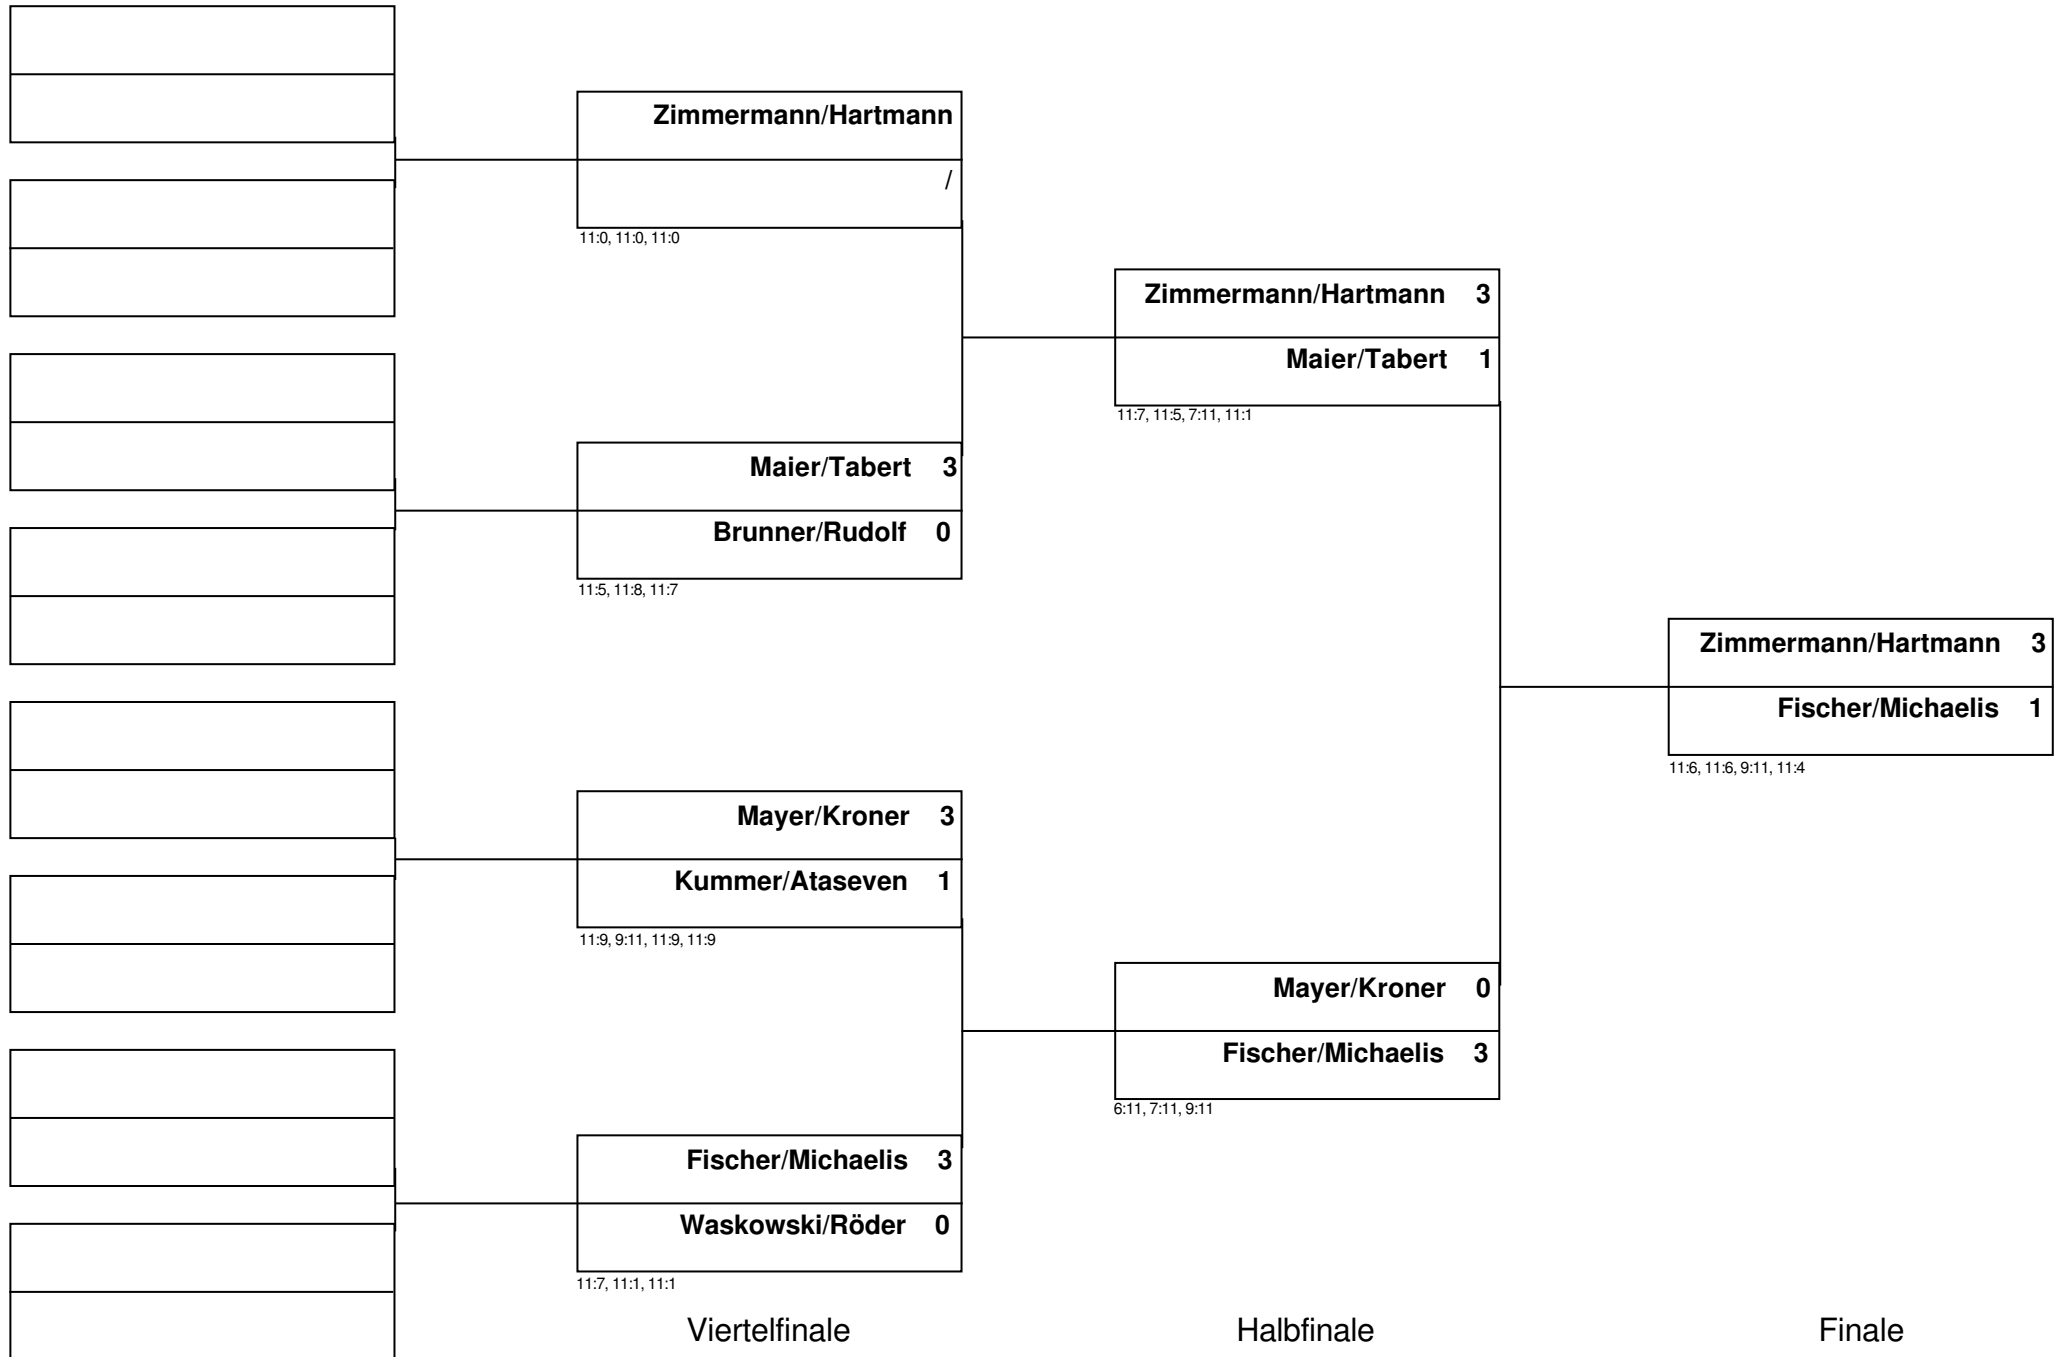 Zimmermann/Hartmann
/
11:0, 11:0, 11:0
Maier/Tabert 3
Brunner/Rudolf 0
11:5, 11:8, 11:7
Mayer/Kroner 3
Kummer/Ataseven 1
11:9, 9:11, 11:9, 11:9
Fischer/Michaelis 3
Waskowski/Röder 0
11:7, 11:1, 11:1
Viertelfinale
Zimmermann/Hartmann 3
Maier/Tabert 1
11:7, 11:5, 7:11, 11:1
Mayer/Kroner 0
Fischer/Michaelis 3
6:11, 7:11, 9:11
Halbfinale
Zimmermann/Hartmann 3
Fischer/Michaelis 1
11:6, 11:6, 9:11, 11:4
Finale